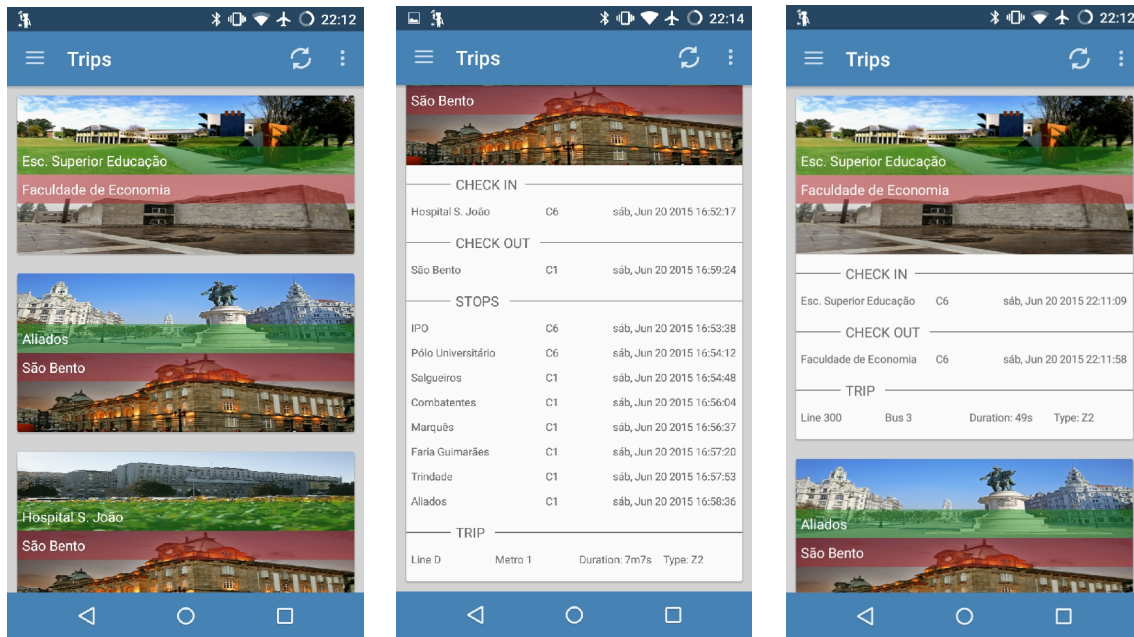 22:12
Trips
Esc. Superior Educação
Faculdade de Economia
Aliados
São Bento
Hospital S. João
São Bento
22:14
Trips
São Bento
CHECK IN
Hospital S. João C6 sáb, Jun 20 2015 16:52:17
CHECK OUT
São Bento C1 sáb, Jun 20 2015 16:59:24
STOPS
IPO C6 sáb, Jun 20 2015 16:53:38
Pólo Universitário C6 sáb, Jun 20 2015 16:54:12
Salgueiros C1 sáb, Jun 20 2015 16:54:48
Combatentes C1 sáb, Jun 20 2015 16:56:04
Marquês C1 sáb, Jun 20 2015 16:56:37
Faria Guimarães C1 sáb, Jun 20 2015 16:57:20
Trindade C1 sáb, Jun 20 2015 16:57:53
Aliados C1 sáb, Jun 20 2015 16:58:36
TRIP
Line D Metro 1 Duration: 7m7s Type: Z2
22:12
Trips
Esc. Superior Educação
Faculdade de Economia
CHECK IN
Esc. Superior Educação C6 sáb, Jun 20 2015 22:11:09
CHECK OUT
Faculdade de Economia C6 sáb, Jun 20 2015 22:11:58
TRIP
Line 300 Bus 3 Duration: 49s Type: Z2
Aliados
São Bento